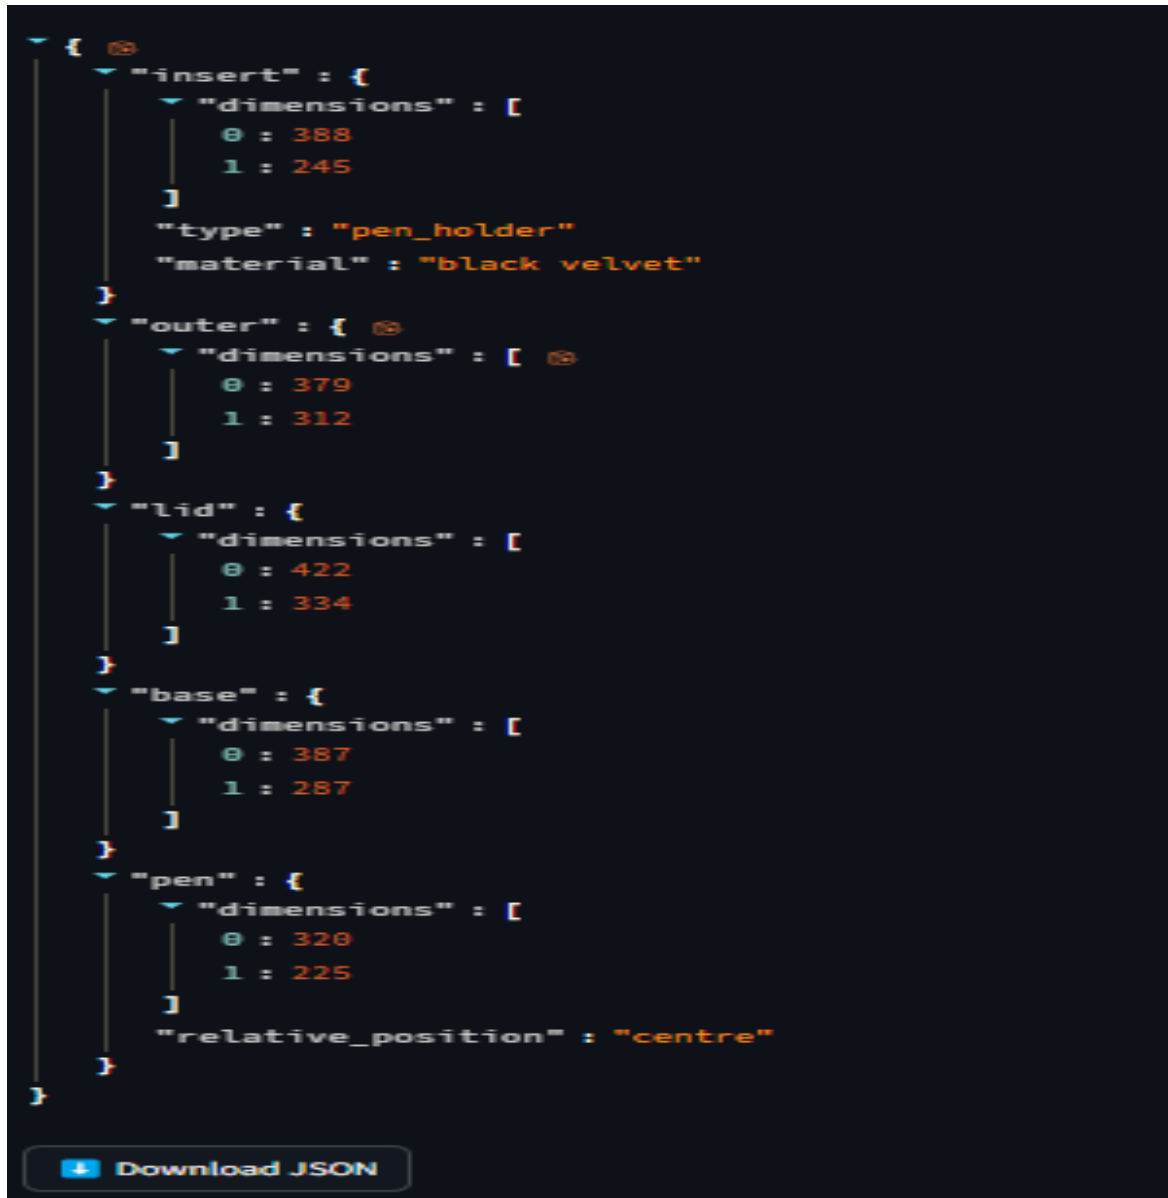 {
"insert" : {
"dimensions" : [
0 : 388
1 : 245
]
"type" : "pen_holder"
"material" : "black velvet"
}
"outer" : {
"dimensions" : [
0 : 379
1 : 312
]
}
"lid" : {
"dimensions" : [
0 : 422
1 : 334
]
}
"base" : {
"dimensions" : [
0 : 387
1 : 287
]
}
"pen" : {
"dimensions" : [
0 : 320
1 : 225
]
"relative_position" : "centre"
}
}
Download JSON